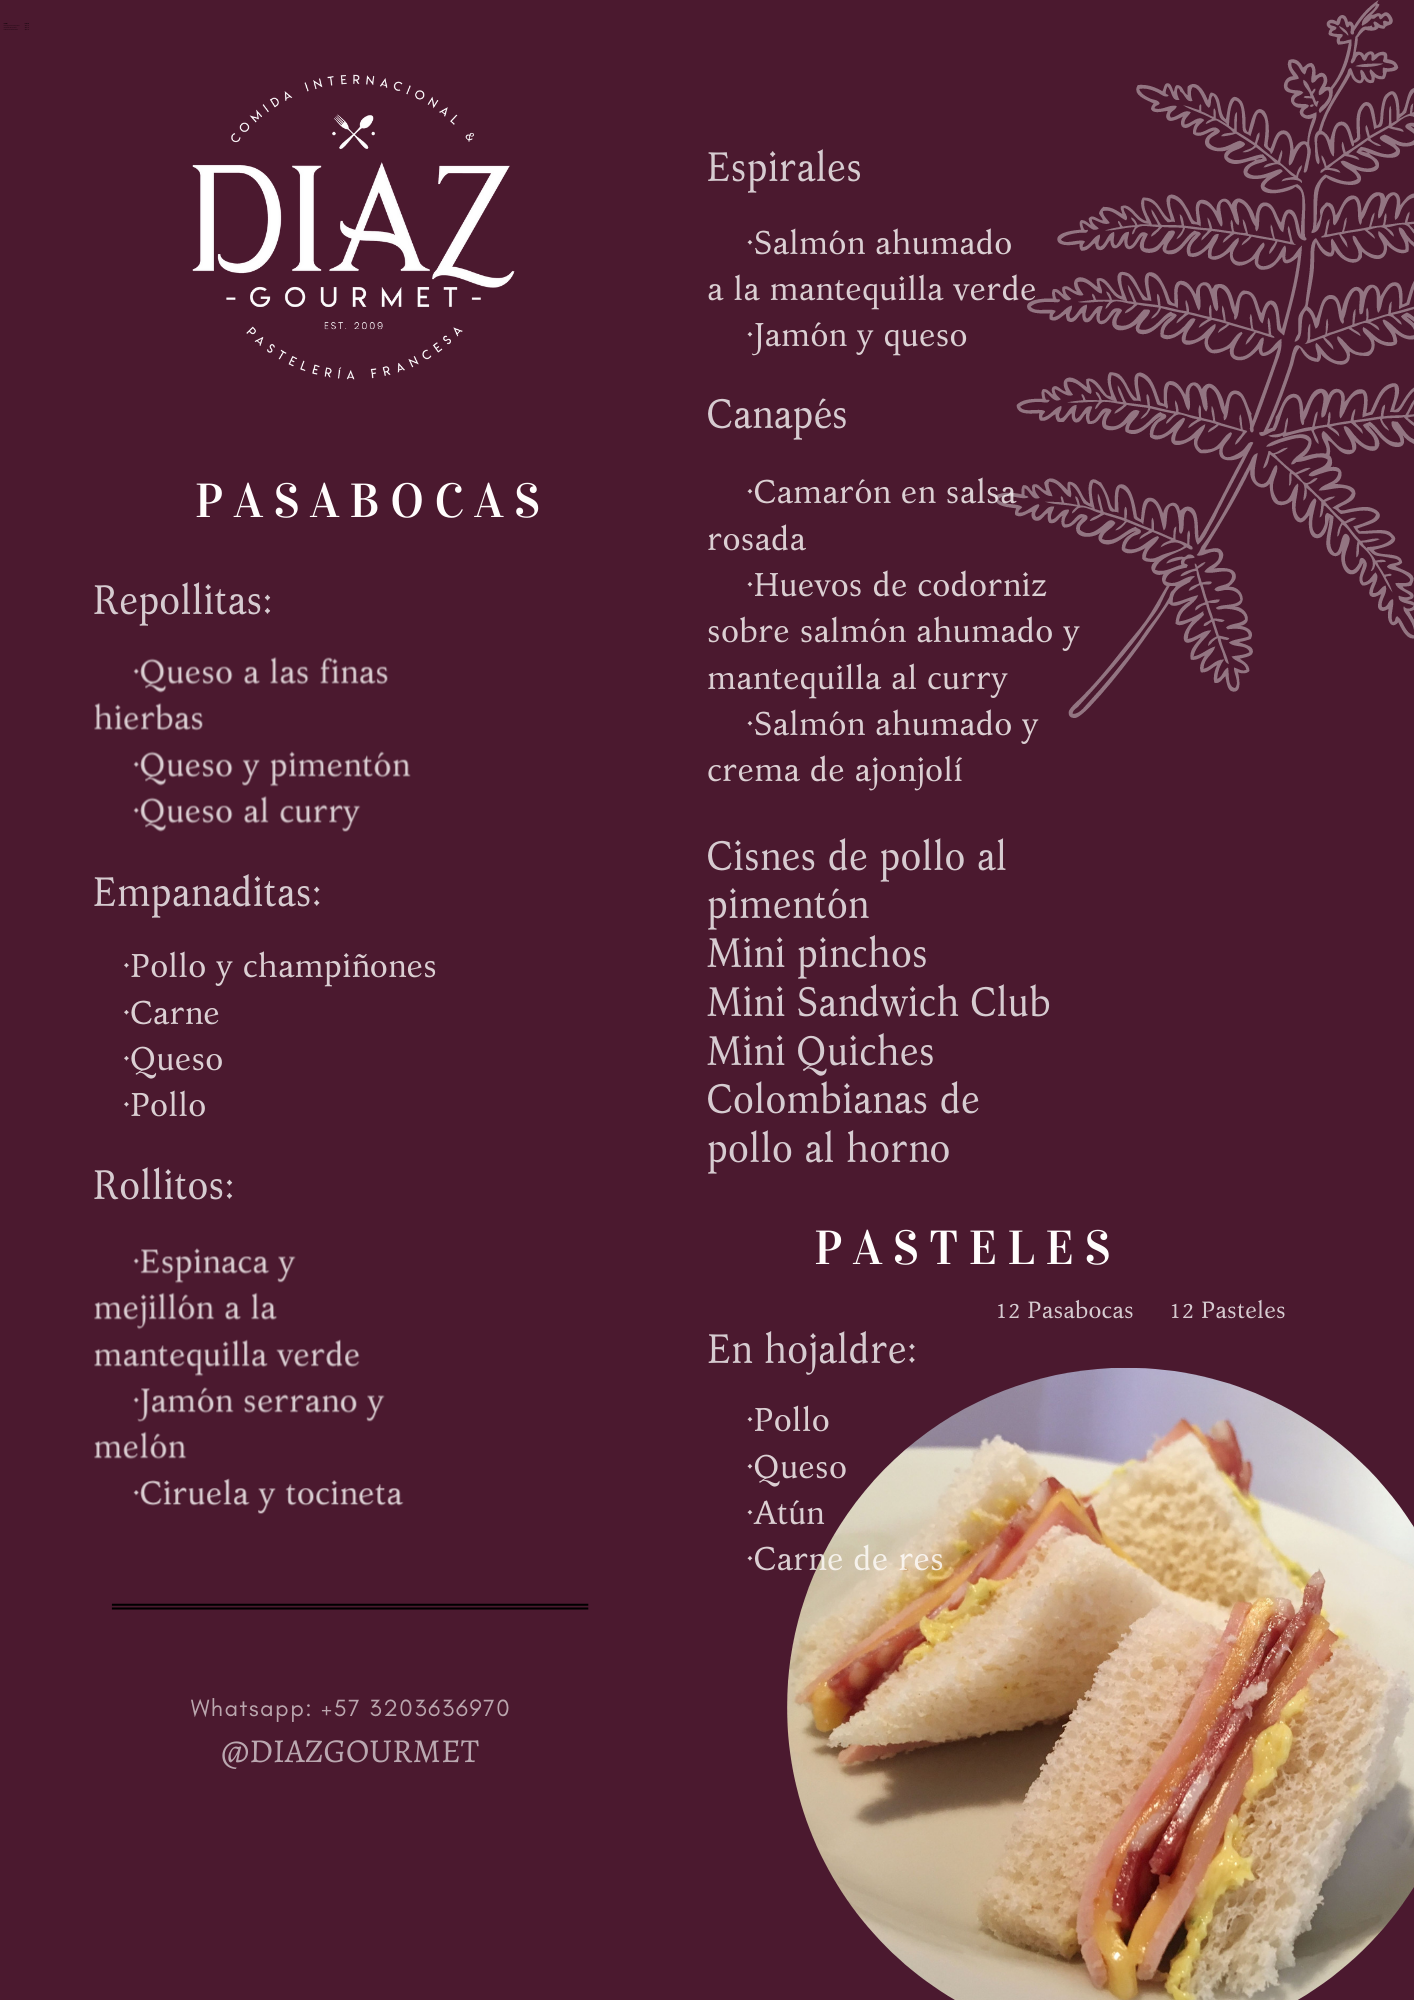 COMIDA INTERNACIONAL &
DIAZ
-GOURMET-
EST. 2009
PASTELERÍA FRANCESA
PASABOCAS
Repollitas:
·Queso a las finas
hierbas
·Queso y pimentón
·Queso al curry
Empanaditas:
·Pollo y champiñones
·Carne
·Queso
·Pollo
Rollitos:
·Espinaca y
mejillón a la
mantequilla verde
·Jamón serrano y
melón
·Ciruela y tocineta
Whatsapp: +57 3203636970
@DIAZGOURMET
Espirales
·Salmón ahumado
a la mantequilla verde
·Jamón y queso
Canapés
·Camarón en salsa
rosada
·Huevos de codorniz
sobre salmón ahumado y
mantequilla al curry
·Salmón ahumado y
crema de ajonjolí
Cisnes de pollo al
pimentón
Mini pinchos
Mini Sandwich Club
Mini Quiches
Colombianas de
pollo al horno
PASTELES
12 Pasabocas 12 Pasteles
En hojaldre:
·Pollo
·Queso
·Atún
·Carne de res